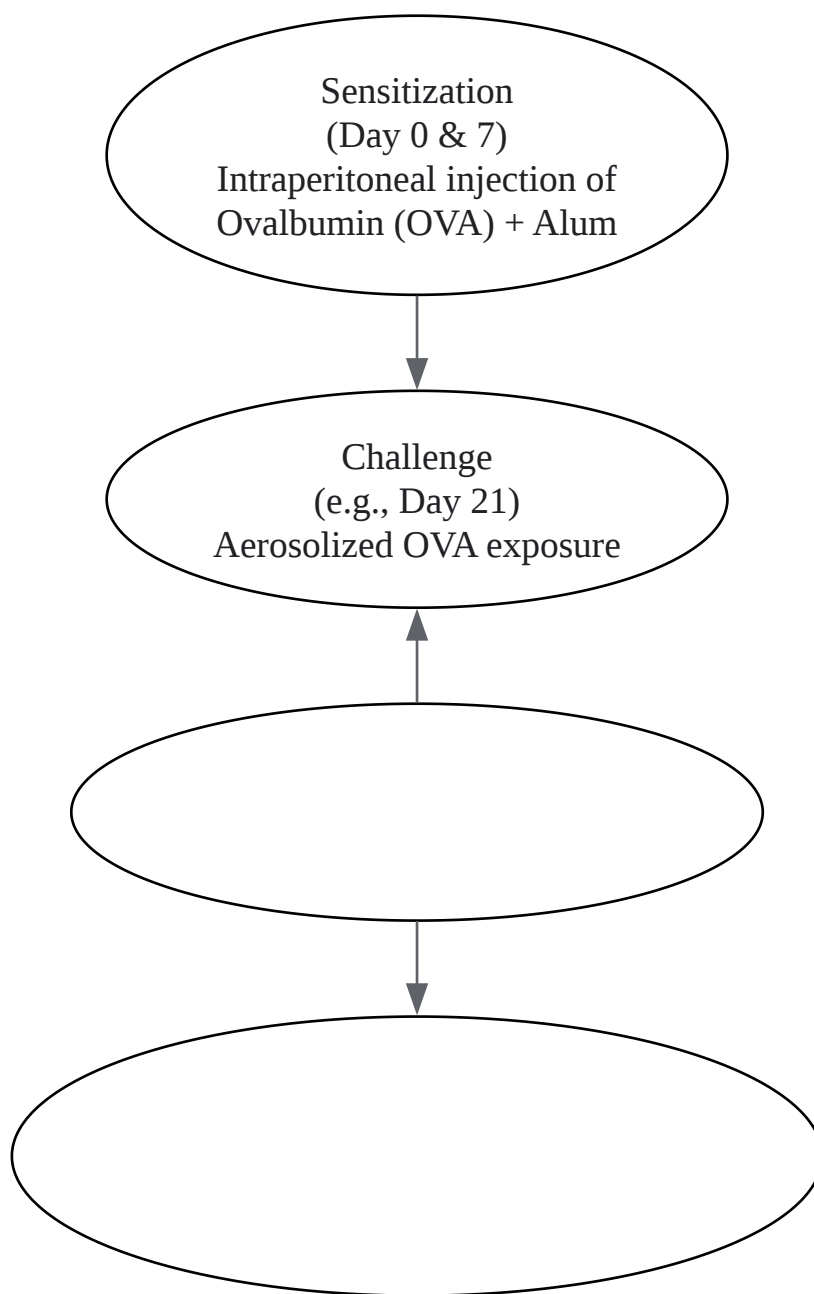 Sensitization
(Day 0 & 7)
Intraperitoneal injection of
Ovalbumin (OVA) + Alum
Challenge
(e.g., Day 21)
Aerosolized OVA exposure